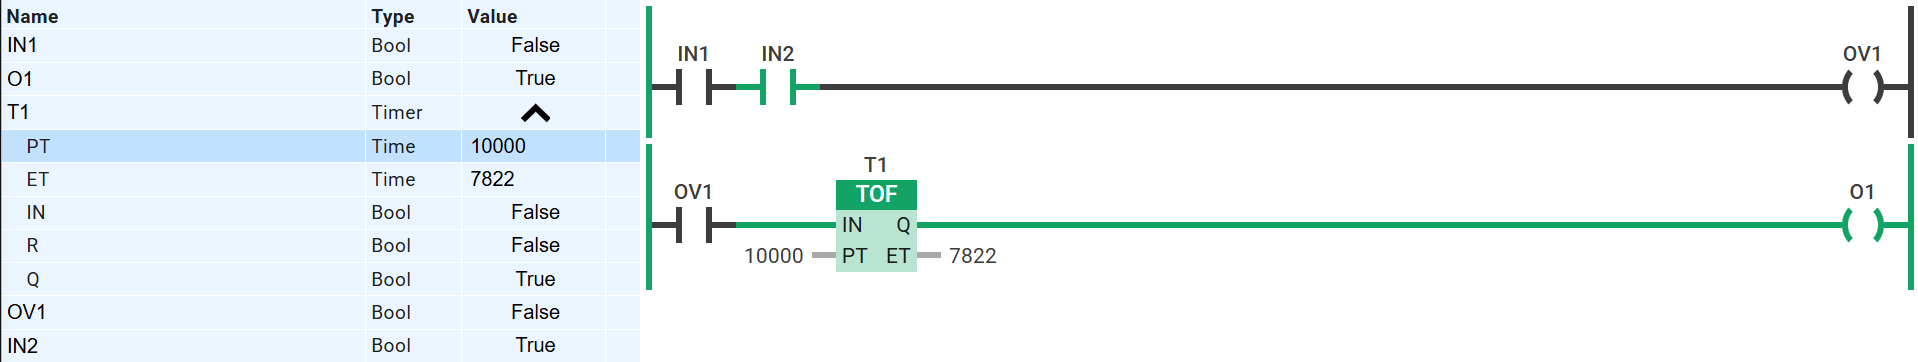 Name Type Value
IN1 Bool False
O1 Bool True
T1 Timer
PT Time 10000
ET Time 7822
IN Bool False
R Bool False
Q Bool True
OV1 Bool False
IN2 Bool True
IN1 IN2 OV1
T1
OV1 TOF O1
IN Q
10000 PT ET 7822